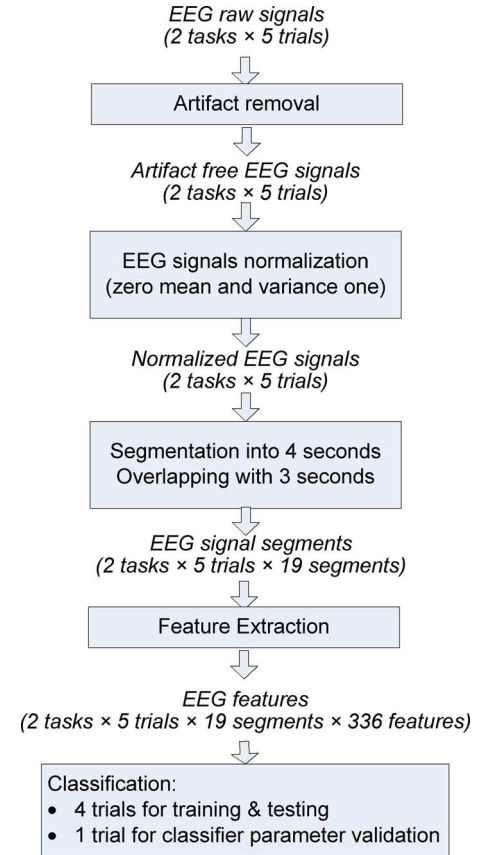 EEG raw signals
(2 tasks × 5 trials)
Artifact removal
Artifact free EEG signals
(2 tasks × 5 trials)
EEG signals normalization
(zero mean and variance one)
Normalized EEG signals
(2 tasks × 5 trials)
Segmentation into 4 seconds
Overlapping with 3 seconds
EEG signal segments
(2 tasks × 5 trials × 19 segments)
Feature Extraction
EEG features
(2 tasks × 5 trials × 19 segments × 336 features)
Classification:
• 4 trials for training & testing
• 1 trial for classifier parameter validation